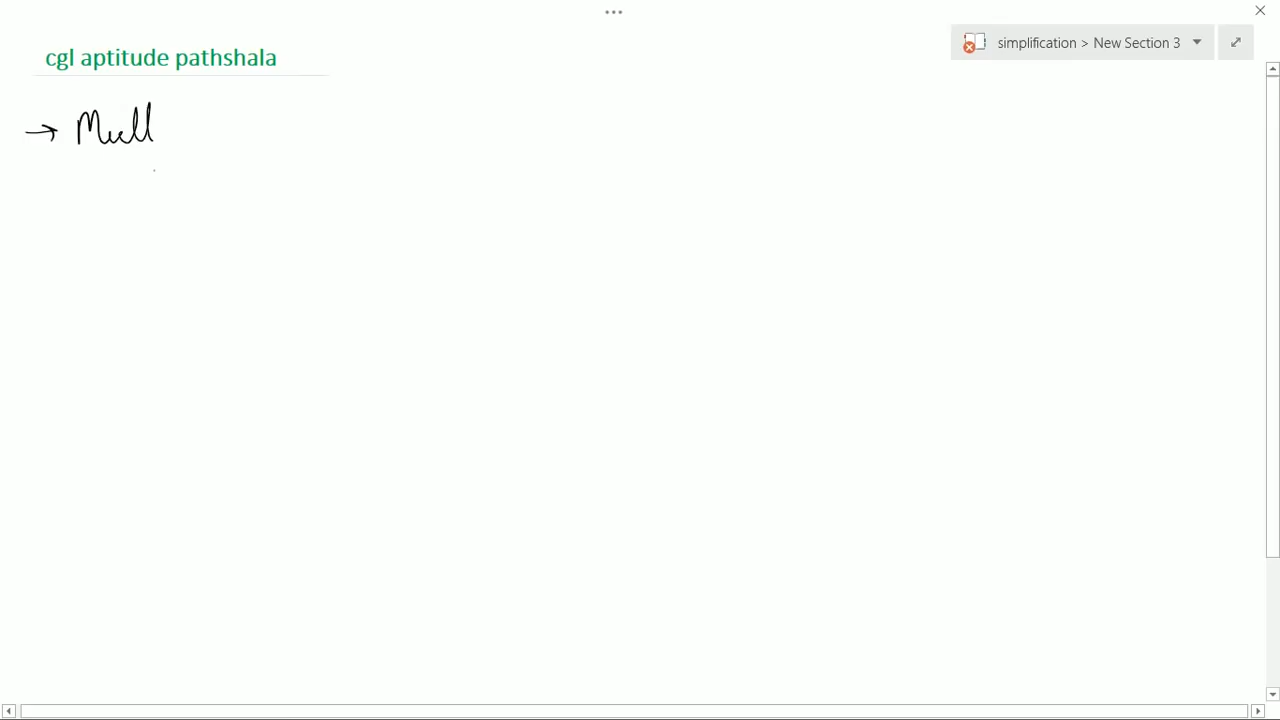 simplification > New Section 3
cgl aptitude pathshala
→ Mull